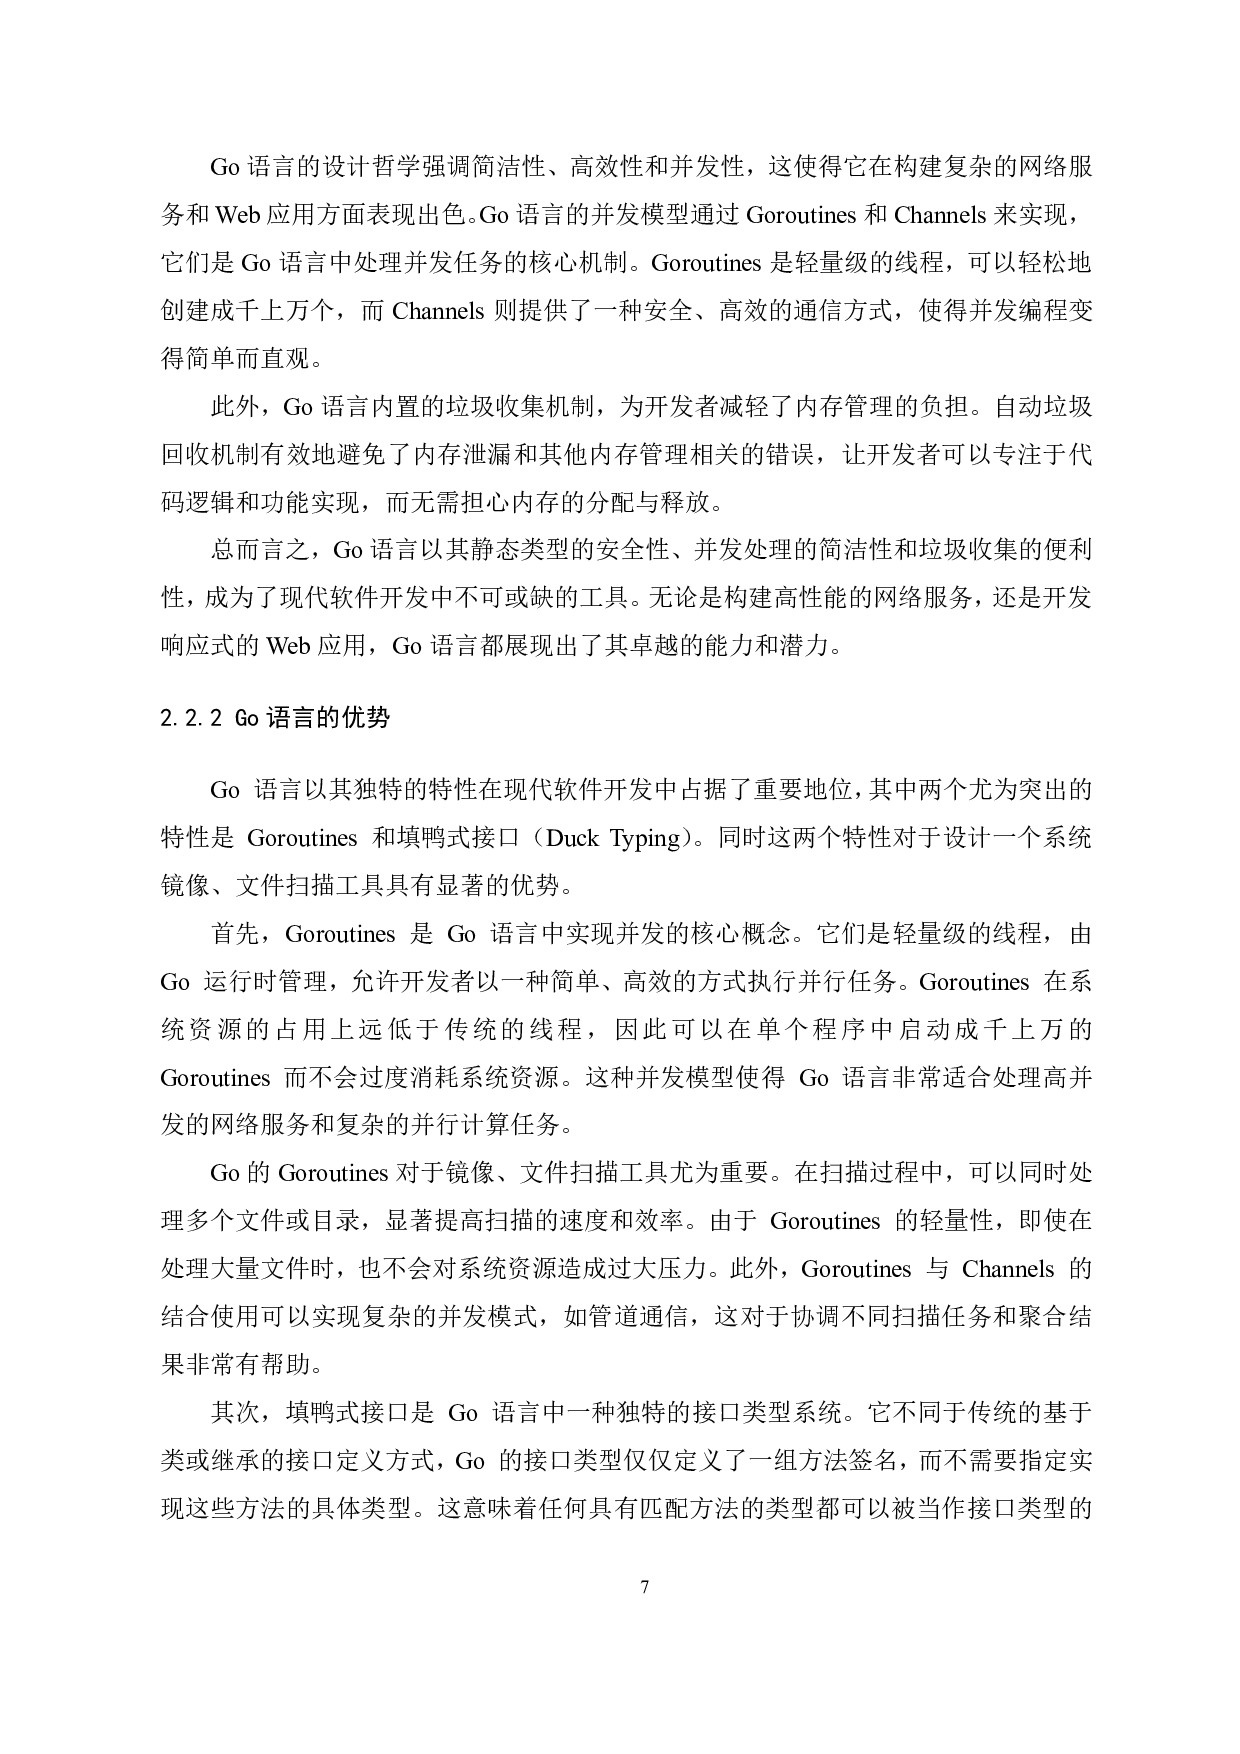 Go 语言的设计哲学强调简洁性、高效性和并发性，这使得它在构建复杂的网络服
务和 Web 应用方面表现出色。Go 语言的并发模型通过 Goroutines 和 Channels 来实现，
它们是 Go 语言中处理并发任务的核心机制。Goroutines 是轻量级的线程，可以轻松地
创建成千上万个，而 Channels 则提供了一种安全、高效的通信方式，使得并发编程变
得简单而直观。
此外，Go 语言内置的垃圾收集机制，为开发者减轻了内存管理的负担。自动垃圾
回收机制有效地避免了内存泄漏和其他内存管理相关的错误，让开发者可以专注于代
码逻辑和功能实现，而无需担心内存的分配与释放。
总而言之，Go 语言以其静态类型的安全性、并发处理的简洁性和垃圾收集的便利
性，成为了现代软件开发中不可或缺的工具。无论是构建高性能的网络服务，还是开发
响应式的 Web 应用，Go 语言都展现出了其卓越的能力和潜力。
2.2.2 Go 语言的优势
Go 语言以其独特的特性在现代软件开发中占据了重要地位，其中两个尤为突出的
特性是 Goroutines 和填鸭式接口（Duck Typing）。同时这两个特性对于设计一个系统
镜像、文件扫描工具具有显著的优势。
首先，Goroutines 是 Go 语言中实现并发的核心概念。它们是轻量级的线程，由
Go 运行时管理，允许开发者以一种简单、高效的方式执行并行任务。Goroutines 在系
统资源的占用上远低于传统的线程，因此可以在单个程序中启动成千上万的
Goroutines 而不会过度消耗系统资源。这种并发模型使得 Go 语言非常适合处理高并
发的网络服务和复杂的并行计算任务。
Go 的 Goroutines 对于镜像、文件扫描工具尤为重要。在扫描过程中，可以同时处
理多个文件或目录，显著提高扫描的速度和效率。由于 Goroutines 的轻量性，即使在
处理大量文件时，也不会对系统资源造成过大压力。此外，Goroutines 与 Channels 的
结合使用可以实现复杂的并发模式，如管道通信，这对于协调不同扫描任务和聚合结
果非常有帮助。
其次，填鸭式接口是 Go 语言中一种独特的接口类型系统。它不同于传统的基于
类或继承的接口定义方式，Go 的接口类型仅仅定义了一组方法签名，而不需要指定实
现这些方法的具体类型。这意味着任何具有匹配方法的类型都可以被当作接口类型的
7